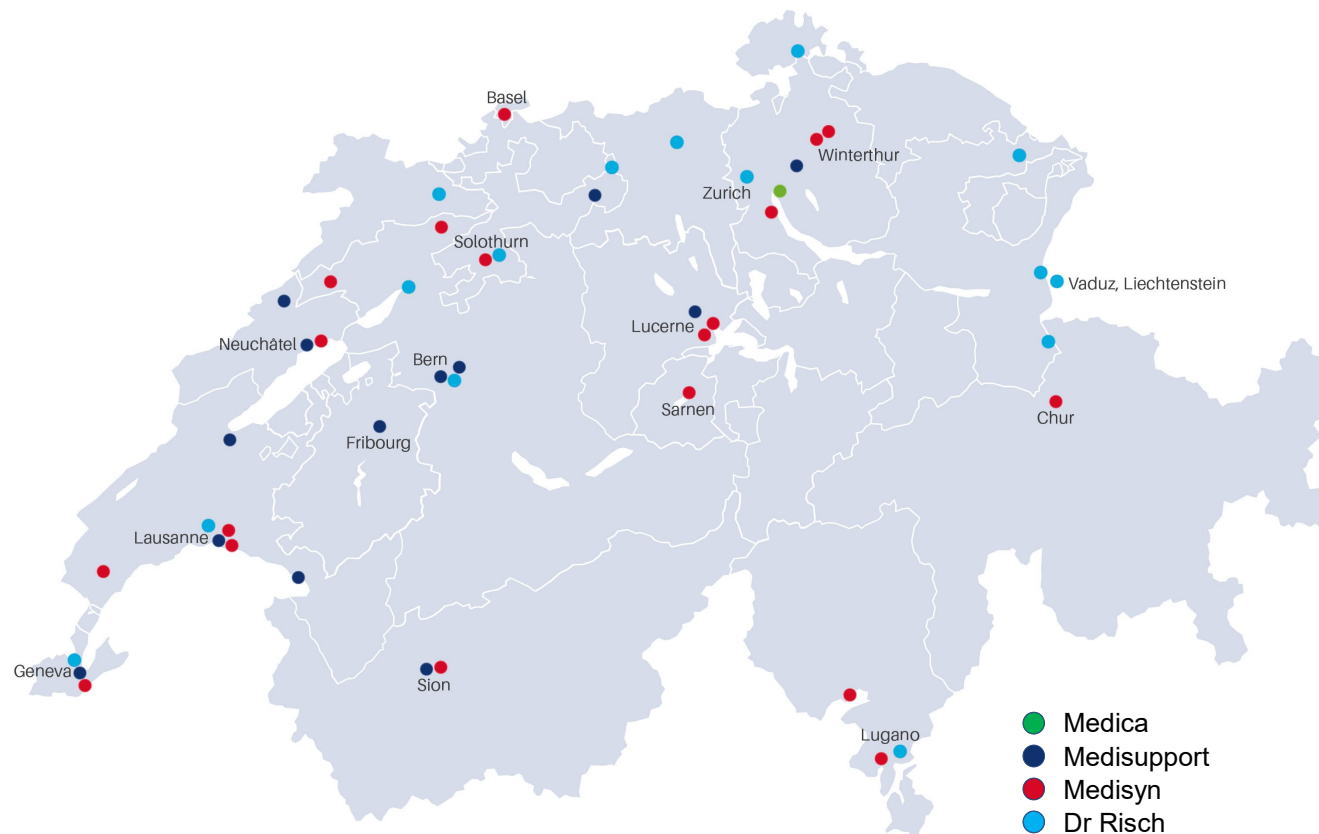 Basel
Winterthur
Zurich
Solothurn
Vaduz, Liechtenstein
Lucerne
Neuchâtel
Bern
Sarnen
Chur
Fribourg
Lausanne
Geneva
Sion
Lugano
Medica
Medisupport
Medisyn
Dr Risch